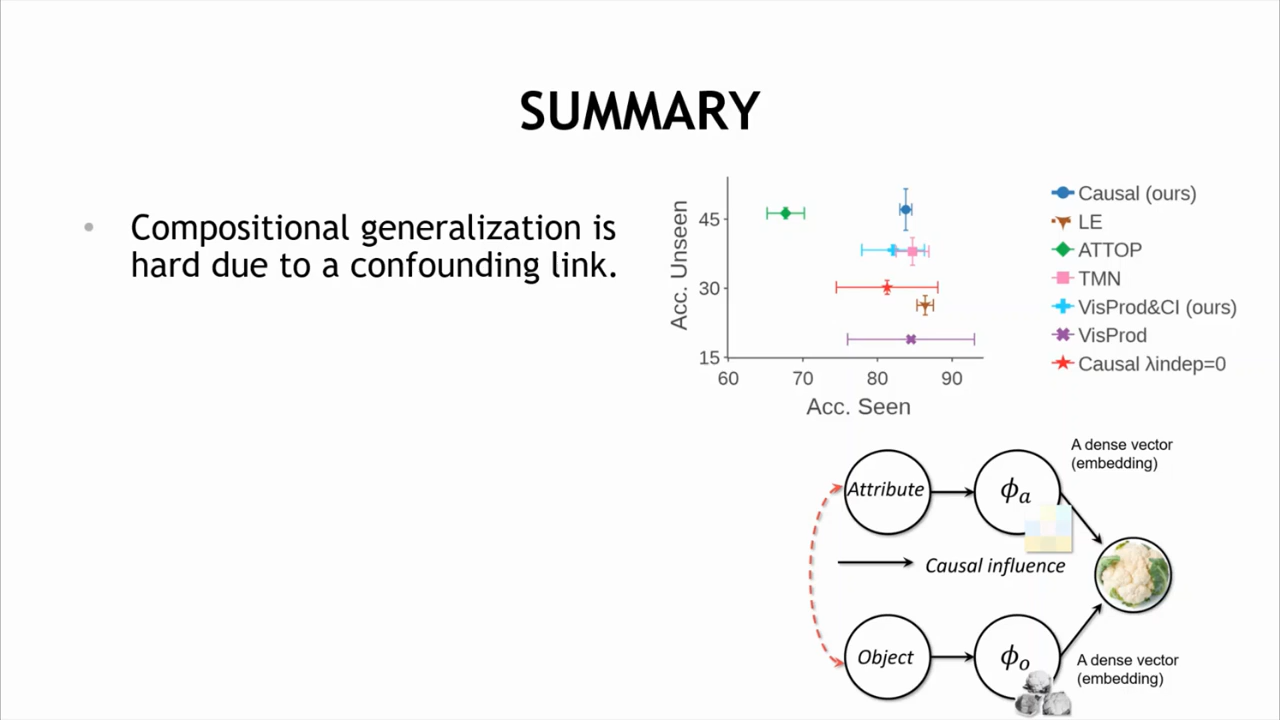 SUMMARY
• Compositional generalization is
hard due to a confounding link.
Acc. Unseen
45
30
15
60 70 80 90
Acc. Seen
Causal (ours)
LE
ATTOP
TMN
VisProd&CI (ours)
VisProd
Causal λindep=0
A dense vector
(embedding)
Attribute
ϕa
Causal influence
Object
ϕo
A dense vector
(embedding)